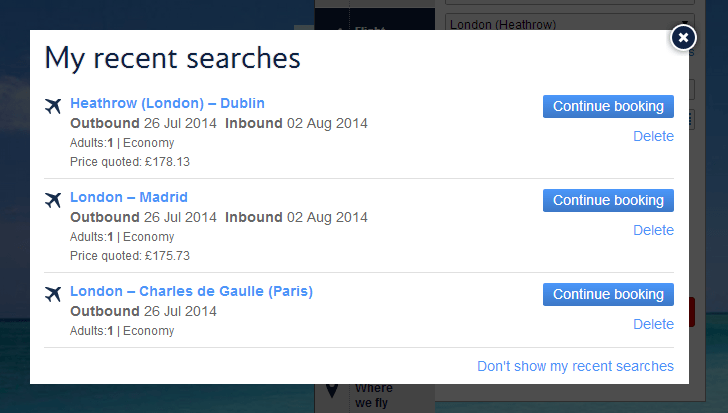 Flight
London (Heathrow)
My recent searches
Heathrow (London) – Dublin
Outbound 26 Jul 2014 Inbound 02 Aug 2014
Adults:1 | Economy
Price quoted: £178.13
Continue booking
Delete
London – Madrid
Outbound 26 Jul 2014 Inbound 02 Aug 2014
Adults:1 | Economy
Price quoted: £175.73
Continue booking
Delete
London – Charles de Gaulle (Paris)
Outbound 26 Jul 2014
Adults:1 | Economy
Continue booking
Delete
Don't show my recent searches
Where
we fly